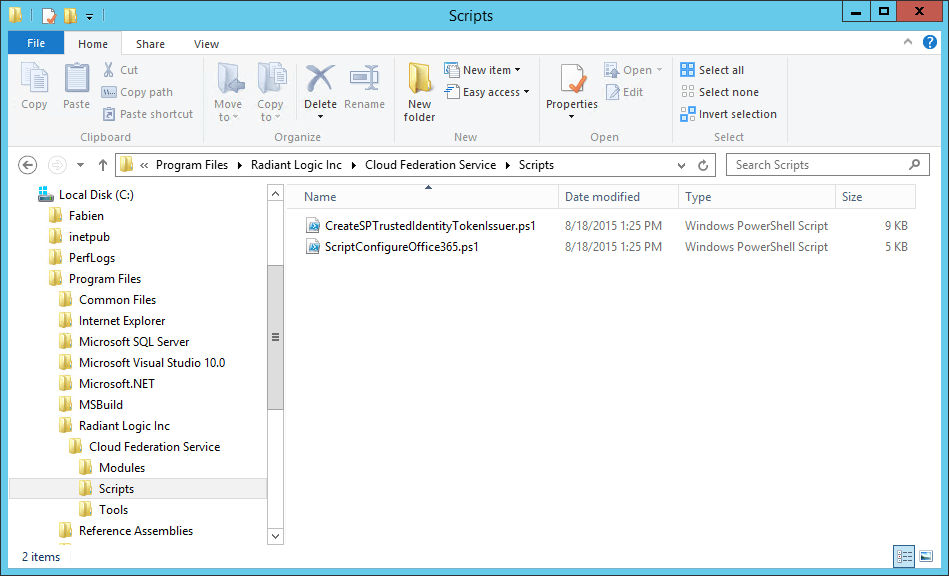 Scripts
File Home Share View
Copy
Paste
Cut
Copy path
Paste shortcut
Clipboard
Move to
Copy to
Delete
Rename
Organize
New folder
New item
Easy access
New
Properties
Open
Edit
Open
Select all
Select none
Invert selection
Select
« Program Files Radiant Logic Inc Cloud Federation Service Scripts
Search Scripts
Local Disk (C:)
Fabien
inetpub
PerfLogs
Program Files
Common Files
Internet Explorer
Microsoft SQL Server
Microsoft Visual Studio 10.0
Microsoft.NET
MSBuild
Radiant Logic Inc
Cloud Federation Service
Modules
Scripts
Tools
Reference Assemblies
Name Date modified Type Size
CreateSPTrustedIdentityTokenIssuer.ps1 8/18/2015 1:25 PM Windows PowerShell Script 9 KB
ScriptConfigureOffice365.ps1 8/18/2015 1:25 PM Windows PowerShell Script 5 KB
2 items